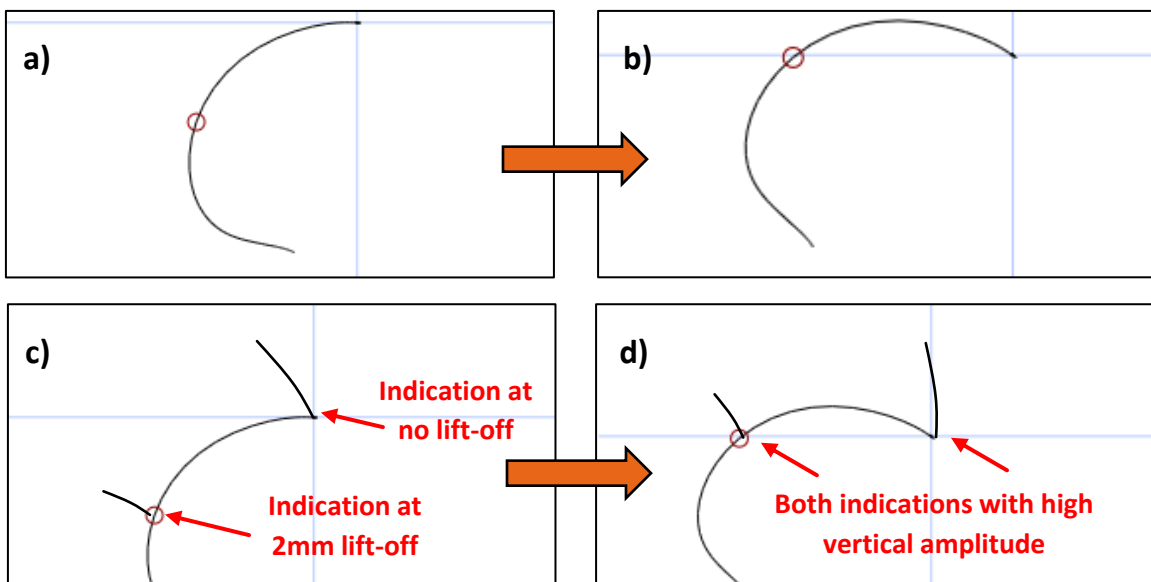 a)
b)
c)
Indication at
no lift-off
Indication at
2mm lift-off
d)
Both indications with high
vertical amplitude